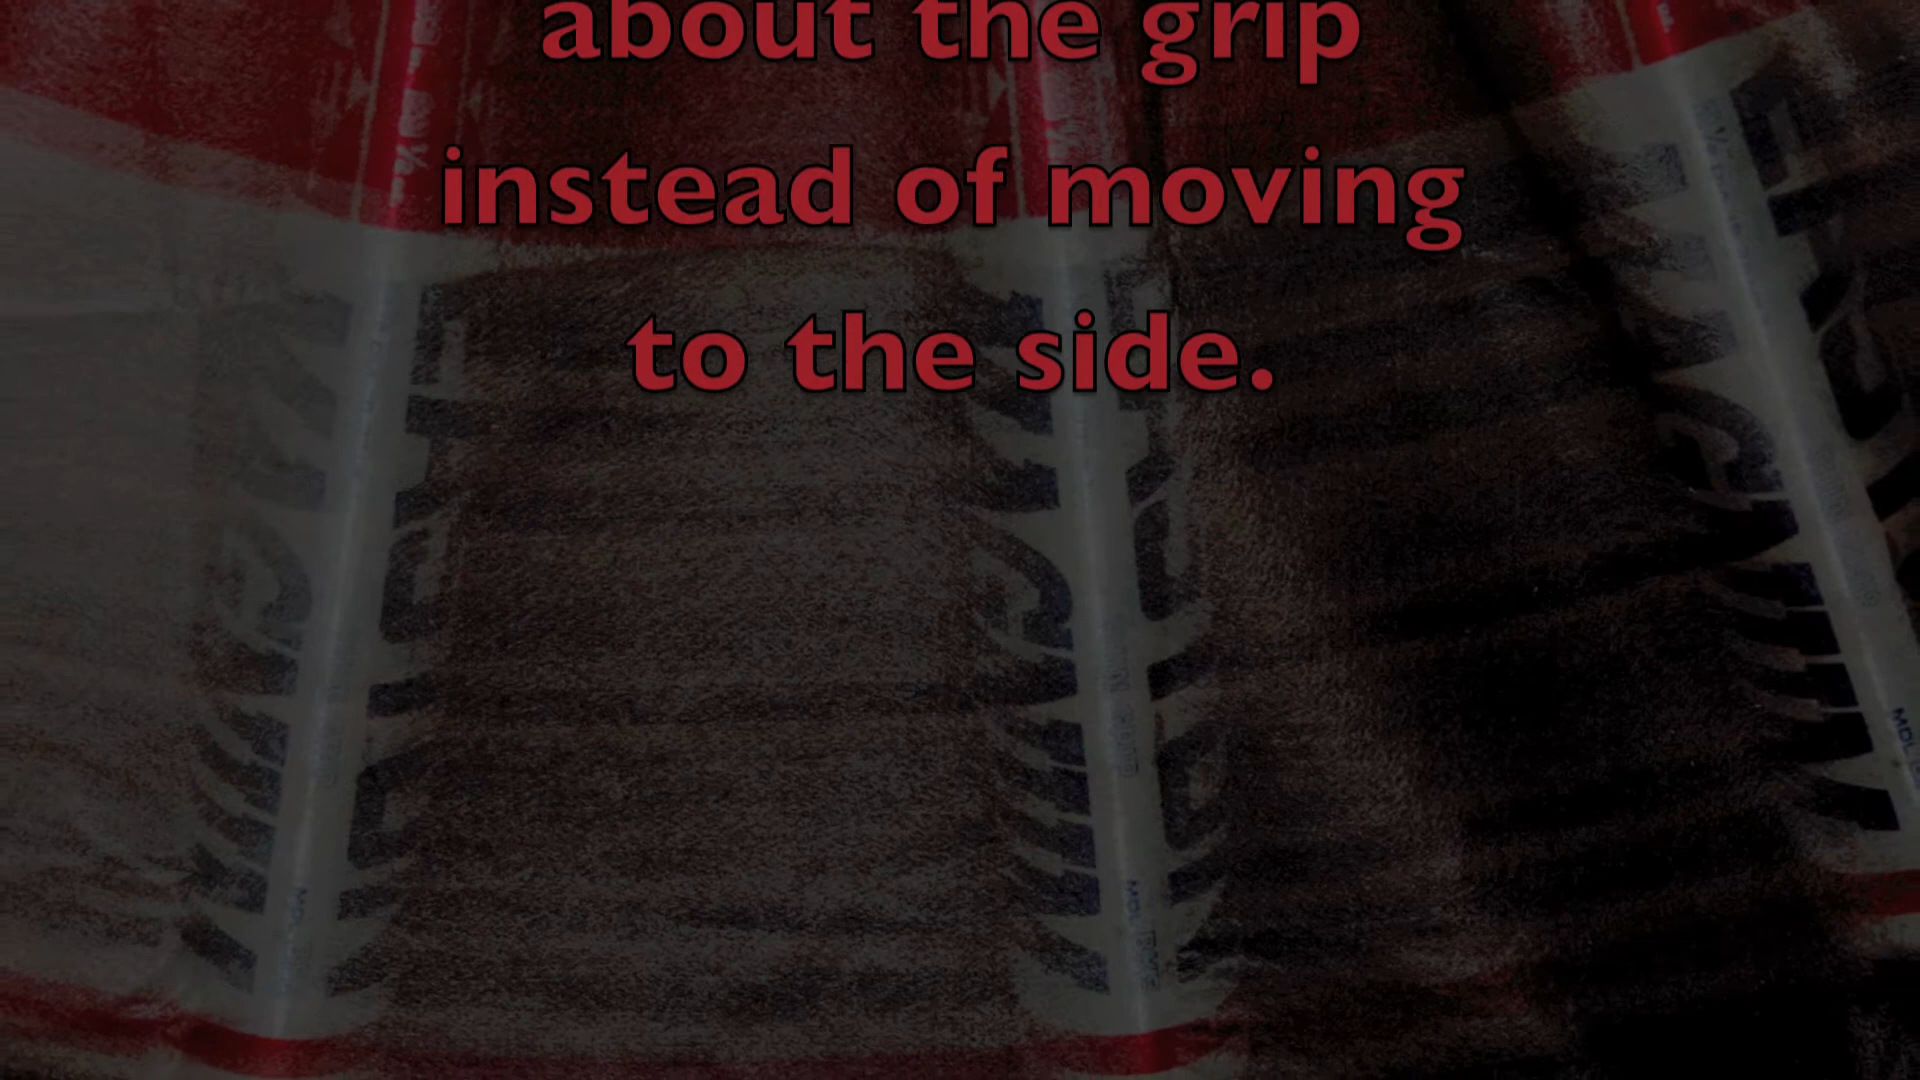 about the grip
instead of moving
to the side.